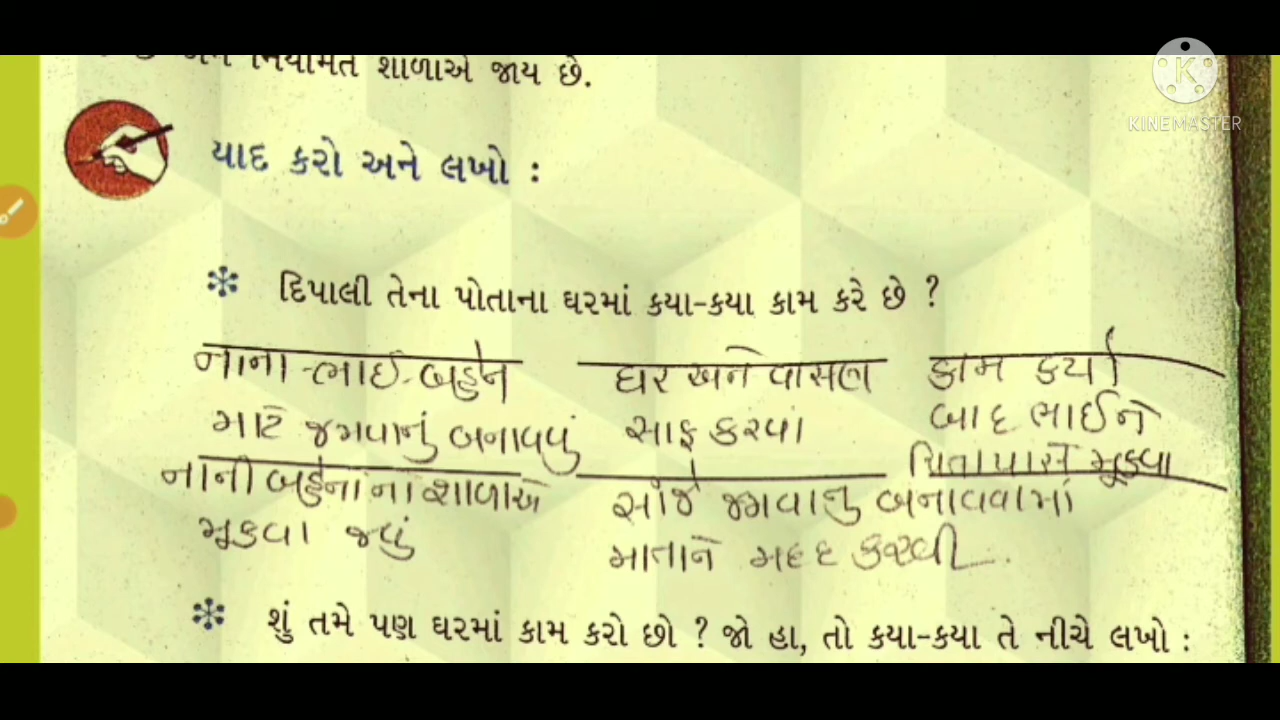 નિયમિત શાળાએ જાય છે.
KINEMASTER
યાદ કરો અને લખો :
દિપાલી તેના પોતાના ઘરમાં કયા-કયા કામ કરે છે ?
નાના ભાઈ-બહેન ઘર અને વાસણ કામ કર્યા
માટે જમવાનું બનાવવું સાફ કરવા બાદ ભાઈને
પિતા પાસે મૂકવા
નાની બહેનાના શાળાએ સાંજે જમવાનુ બનાવવામાં
મૂકવા જવું માતાને મદદ કરવી.
શું તમે પણ ઘરમાં કામ કરો છો ? જો હા, તો કયા-કયા તે નીચે લખો :